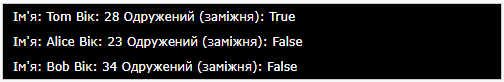 Ім'я: Tom Вік: 28 Одружений (заміжня): True
Ім'я: Alice Вік: 23 Одружений (заміжня): False
Ім'я: Bob Вік: 34 Одружений (заміжня): False